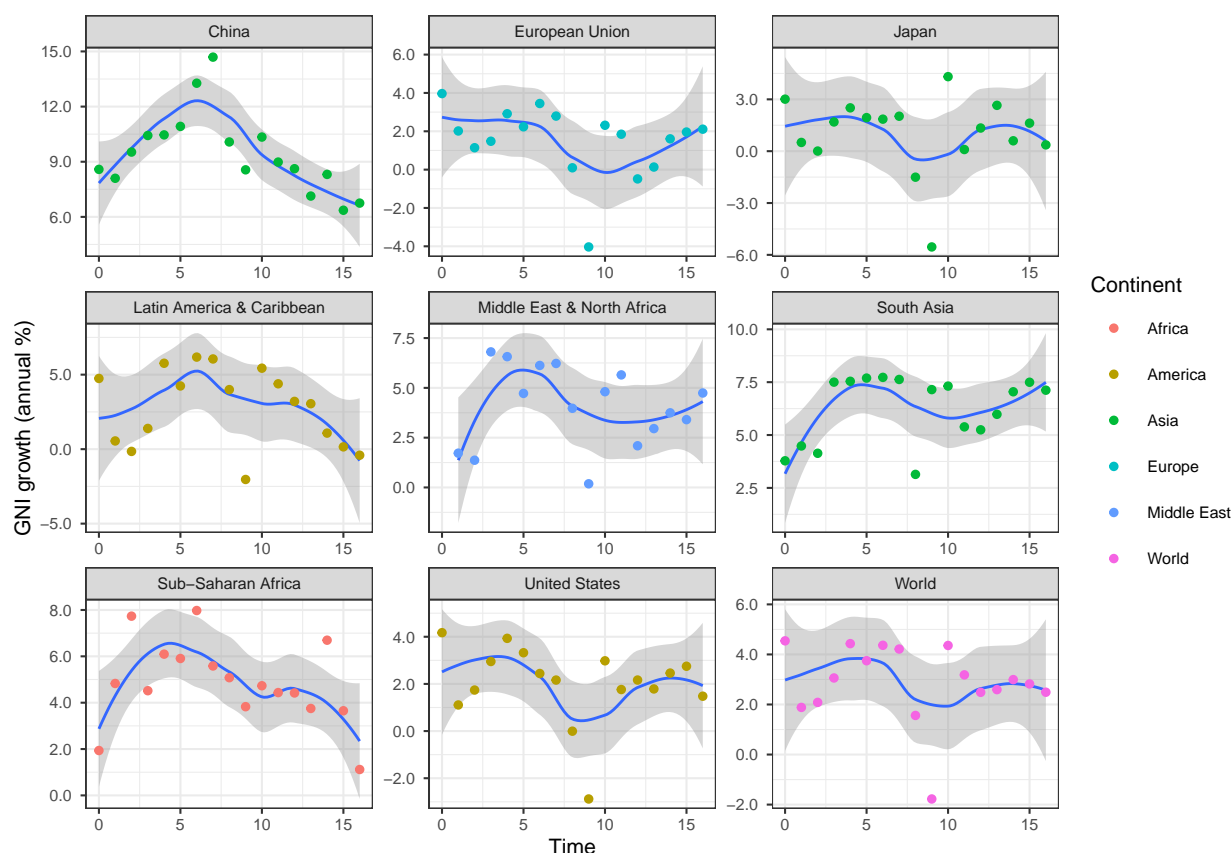 China
European Union
Japan
15.0
12.0
9.0
6.0
0 5 10 15
6.0
4.0
2.0
0.0
−2.0
−4.0
0 5 10 15
3.0
0.0
−3.0
−6.0
0 5 10 15
Latin America & Caribbean
Middle East & North Africa
South Asia
5.0
0.0
−5.0
0 5 10 15
7.5
5.0
2.5
0.0
0 5 10 15
10.0
7.5
5.0
2.5
0 5 10 15
Sub−Saharan Africa
United States
World
8.0
6.0
4.0
2.0
0.0
0 5 10 15
4.0
2.0
0.0
−2.0
0 5 10 15
6.0
4.0
2.0
0.0
−2.0
0 5 10 15
GNI growth (annual %)
Time
Continent
Africa
America
Asia
Europe
Middle East
World